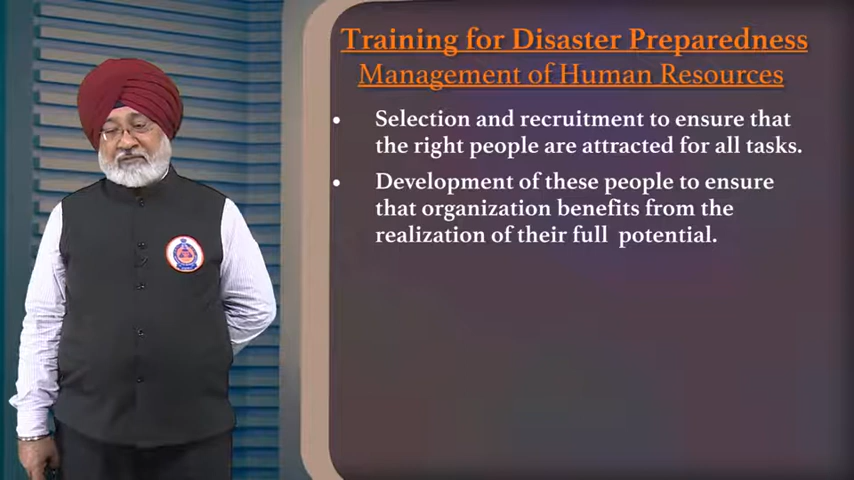 Training for Disaster Preparedness
Management of Human Resources
• Selection and recruitment to ensure that
the right people are attracted for all tasks.
• Development of these people to ensure
that organization benefits from the
realization of their full potential.